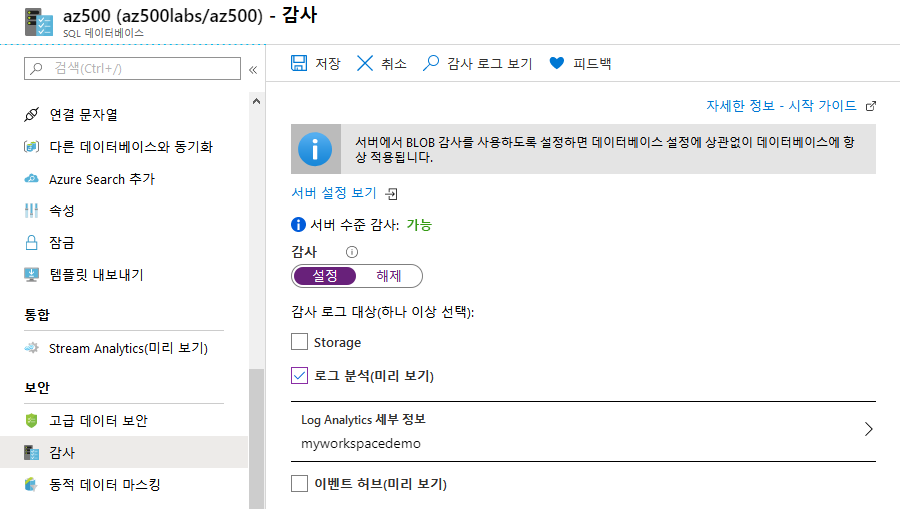 az500 (az500labs/az500) - 감사
SQL 데이터베이스
검색(Ctrl+/)
«
연결 문자열
다른 데이터베이스와 동기화
Azure Search 추가
속성
잠금
템플릿 내보내기
통합
Stream Analytics(미리 보기)
보안
고급 데이터 보안
감사
동적 데이터 마스킹
저장 취소 감사 로그 보기 피드백
자세한 정보 - 시작 가이드
서버에서 BLOB 감사를 사용하도록 설정하면 데이터베이스 설정에 상관없이 데이터베이스에 항
상 적용됩니다.
서버 설정 보기
서버 수준 감사: 가능
감사
설정 해제
감사 로그 대상(하나 이상 선택):
Storage
로그 분석(미리 보기)
Log Analytics 세부 정보
myworkspacedemo
이벤트 허브(미리 보기)